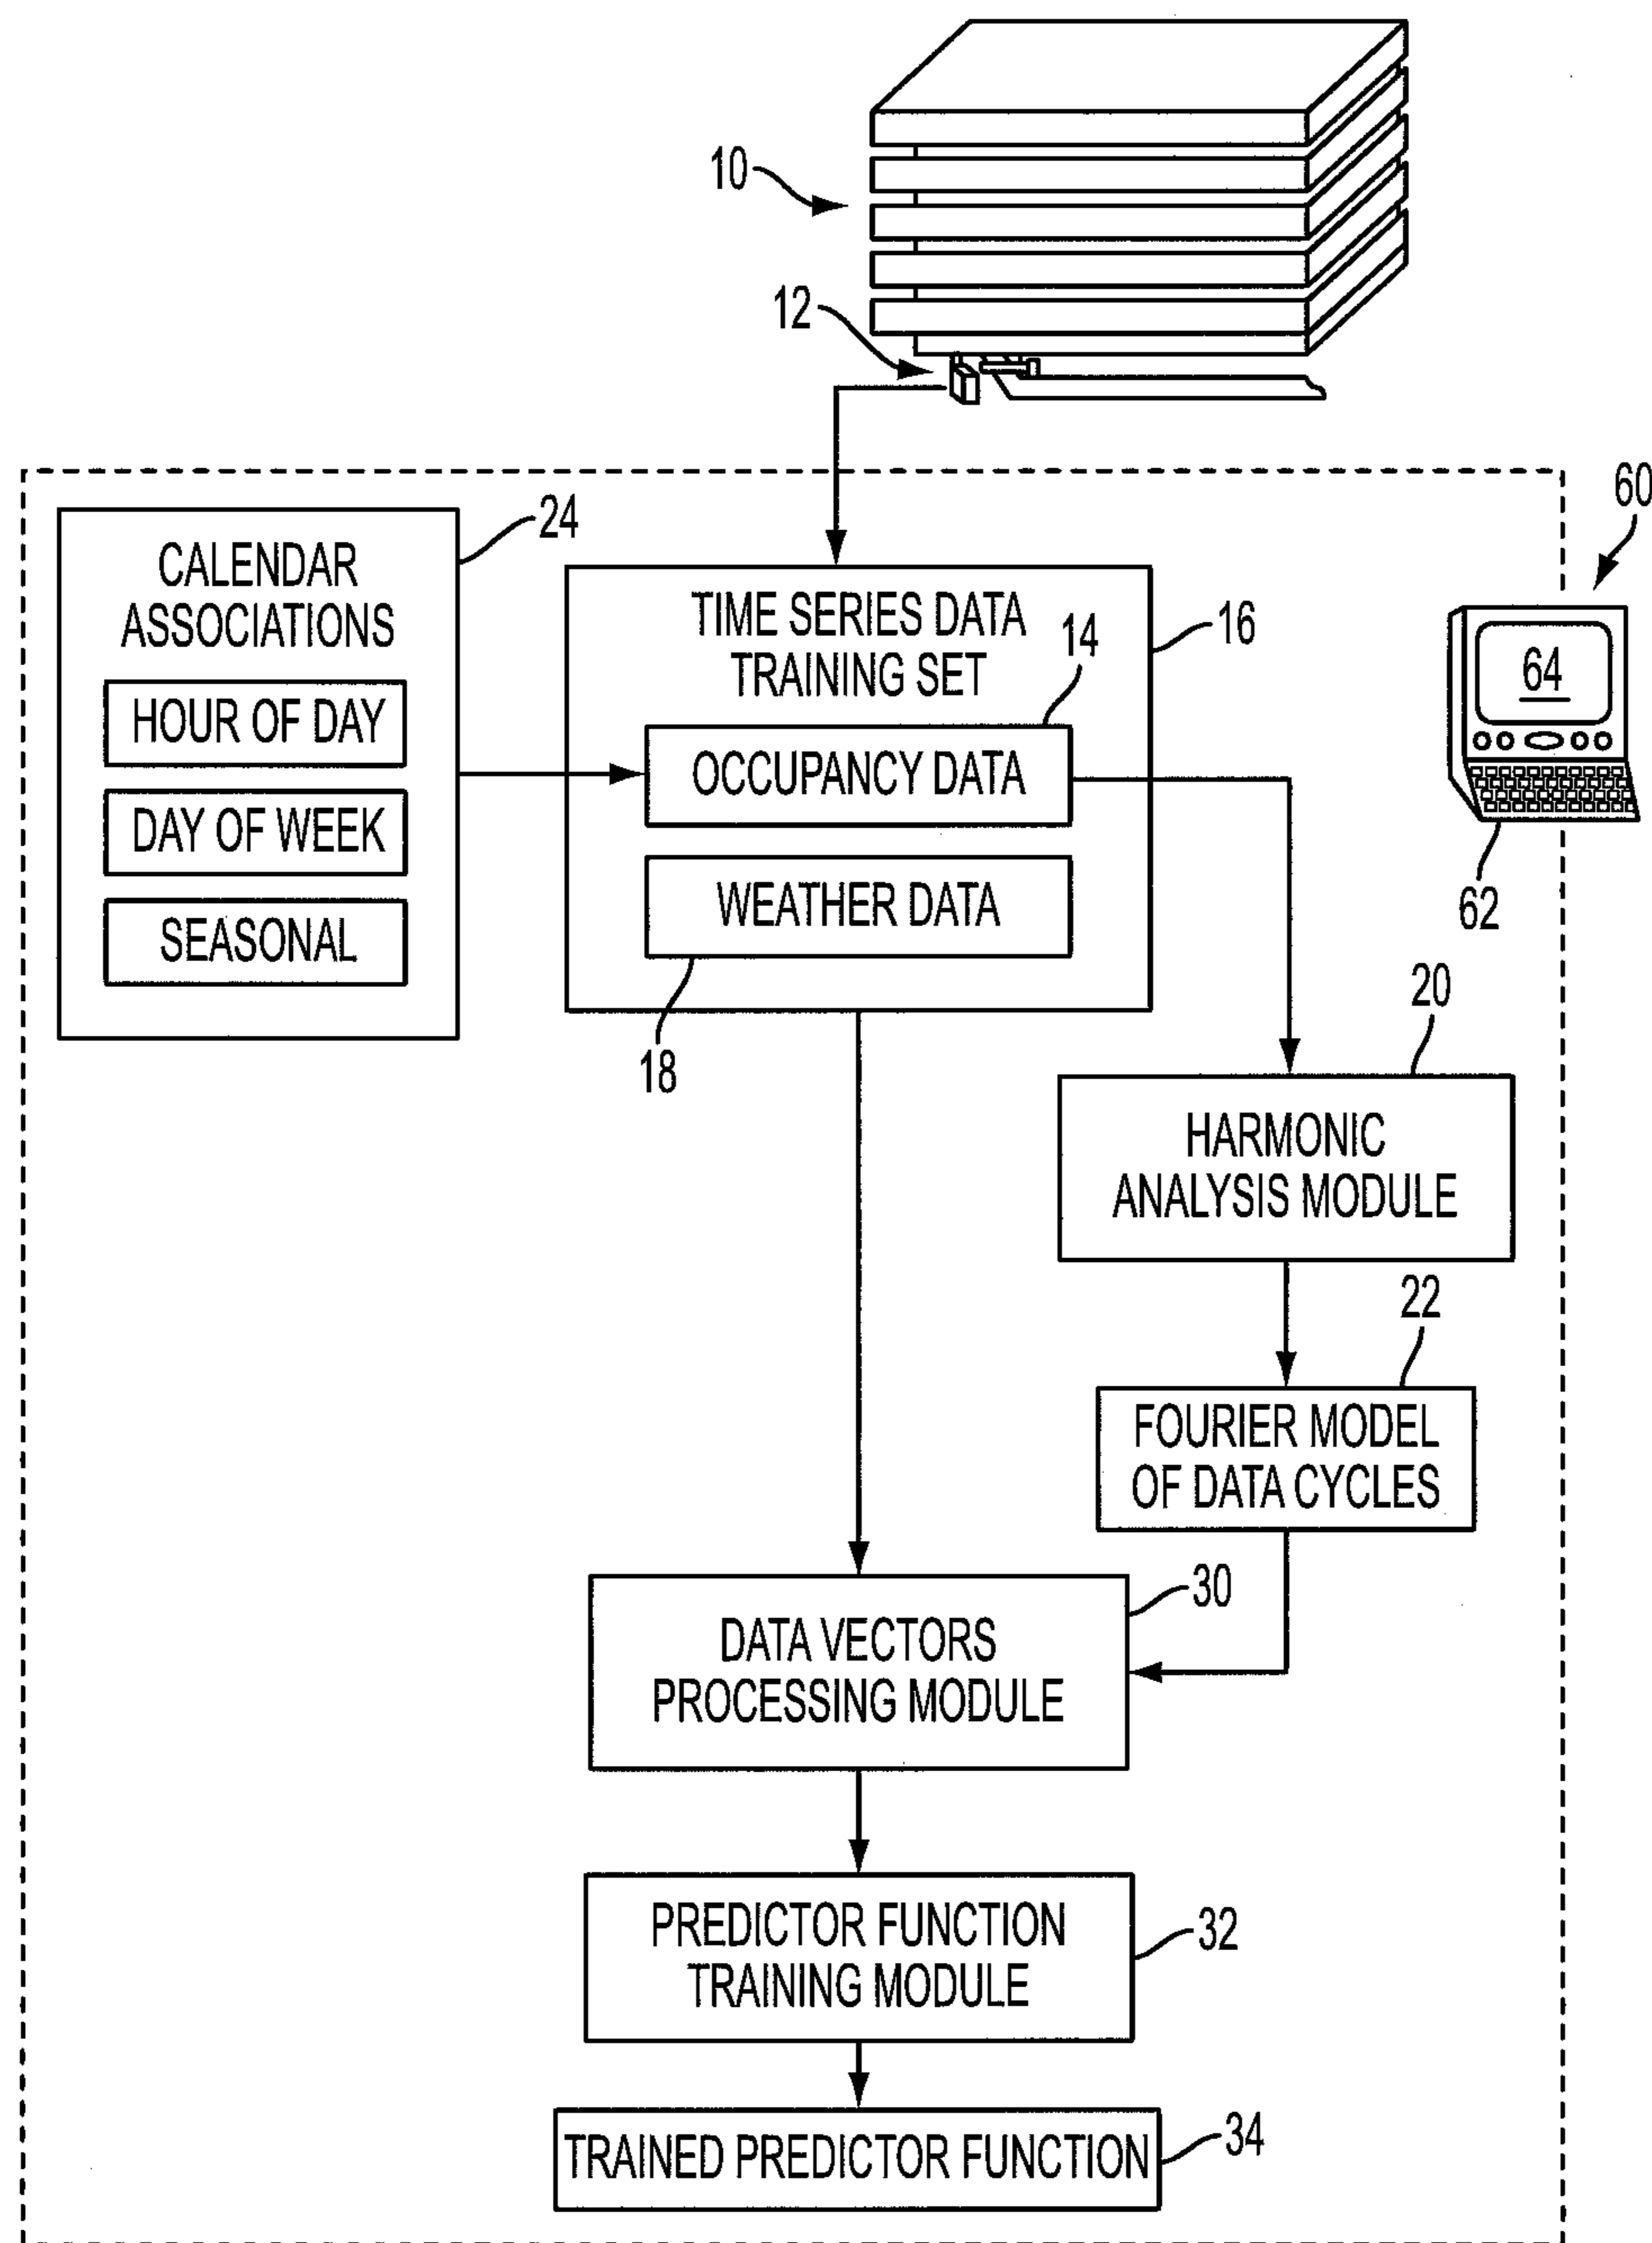 10
12
60
24
CALENDAR
ASSOCIATIONS
HOUR OF DAY
DAY OF WEEK
SEASONAL
TIME SERIES DATA
TRAINING SET
14
16
OCCUPANCY DATA
WEATHER DATA
18
64
62
20
HARMONIC
ANALYSIS MODULE
22
FOURIER MODEL
OF DATA CYCLES
30
DATA VECTORS
PROCESSING MODULE
PREDICTOR FUNCTION
TRAINING MODULE
32
TRAINED PREDICTOR FUNCTION
34